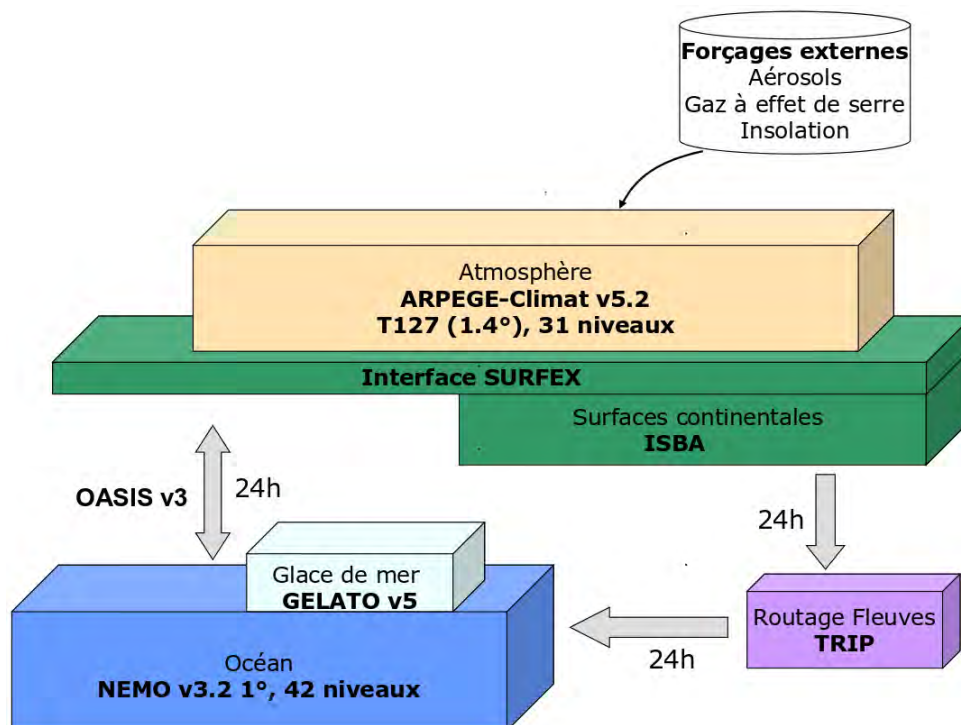 Forçages externes
Aérosols
Gaz à effet de serre
Insolation
Atmosphère
ARPEGE-Climat v5.2
T127 (1.4°), 31 niveaux
Interface SURFEX
Surfaces continentales
ISBA
OASIS v3
24h
24h
Glace de mer
GELATO v5
Routage Fleuves
TRIP
24h
Océan
NEMO v3.2 1°, 42 niveaux